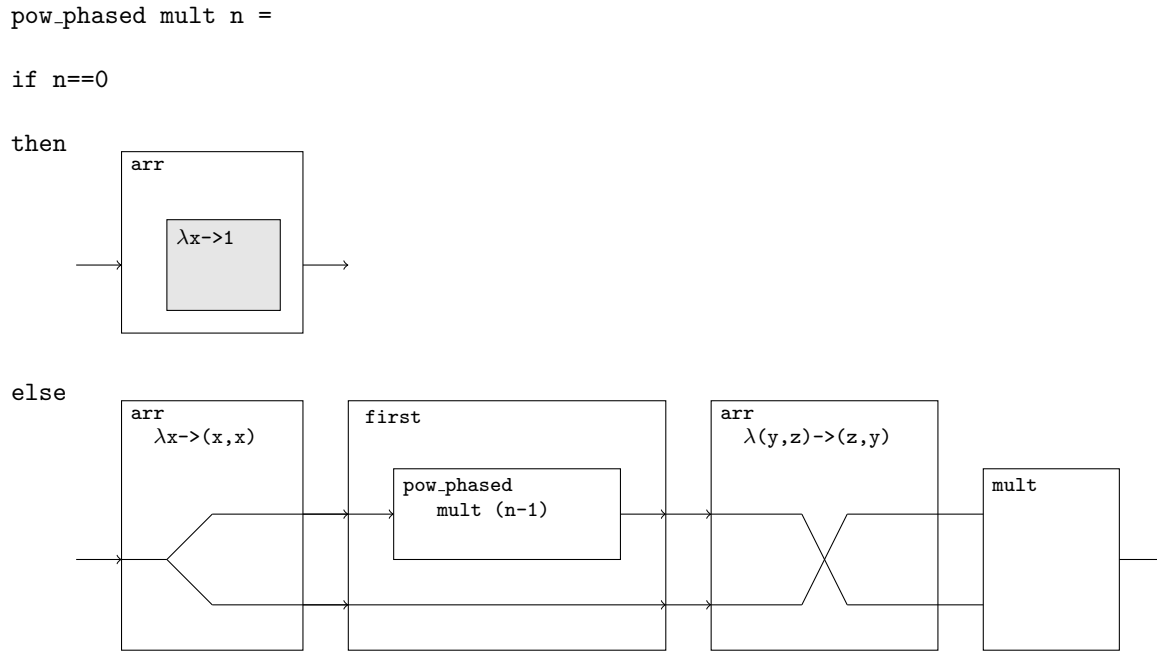 pow_phased mult n =
if n==0
then
arr
λx->1
else
arr
λx->(x,x)
first
pow_phased
mult (n-1)
arr
λ(y,z)->(z,y)
mult